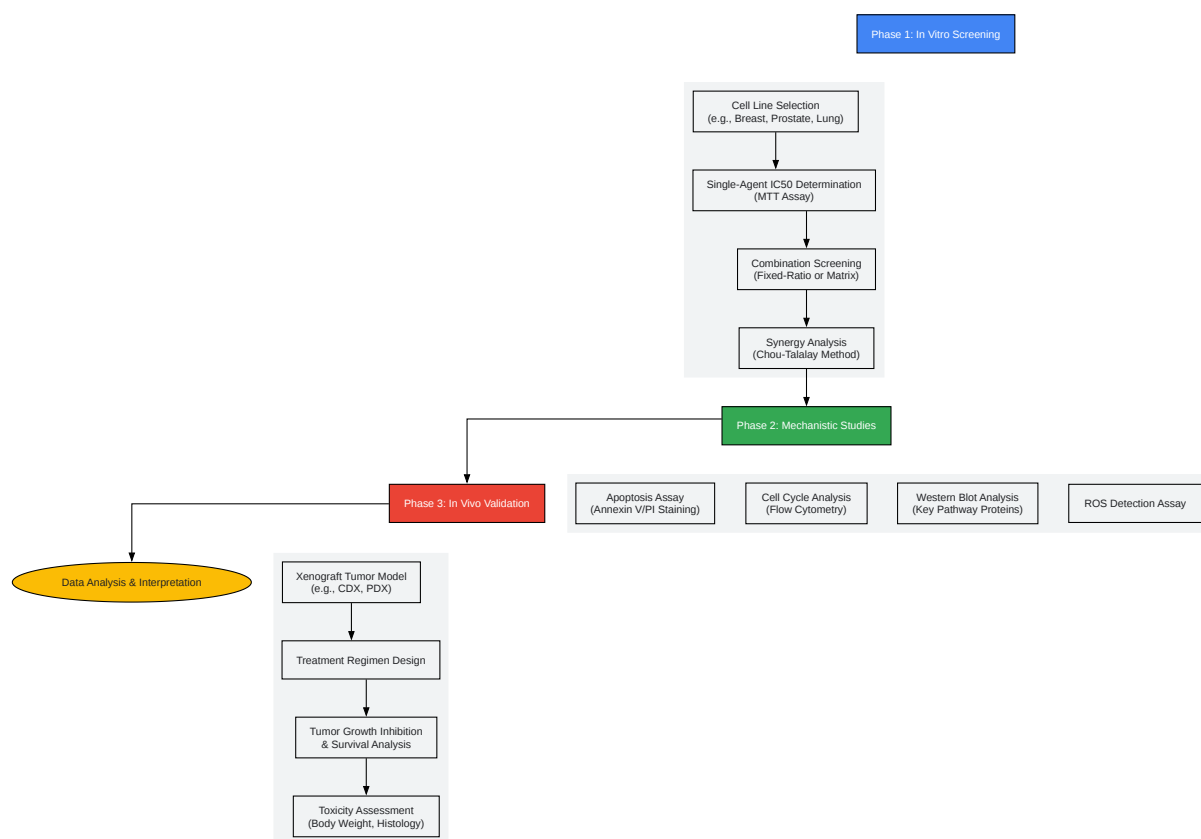 Phase 1: In Vitro Screening
Cell Line Selection
(e.g., Breast, Prostate, Lung)
Single-Agent IC50 Determination
(MTT Assay)
Combination Screening
(Fixed-Ratio or Matrix)
Synergy Analysis
(Chou-Talalay Method)
Phase 2: Mechanistic Studies
Phase 3: In Vivo Validation
Apoptosis Assay
(Annexin V/PI Staining)
Cell Cycle Analysis
(Flow Cytometry)
Western Blot Analysis
(Key Pathway Proteins)
ROS Detection Assay
Data Analysis & Interpretation
Xenograft Tumor Model
(e.g., CDX, PDX)
Treatment Regimen Design
Tumor Growth Inhibition
& Survival Analysis
Toxicity Assessment
(Body Weight, Histology)